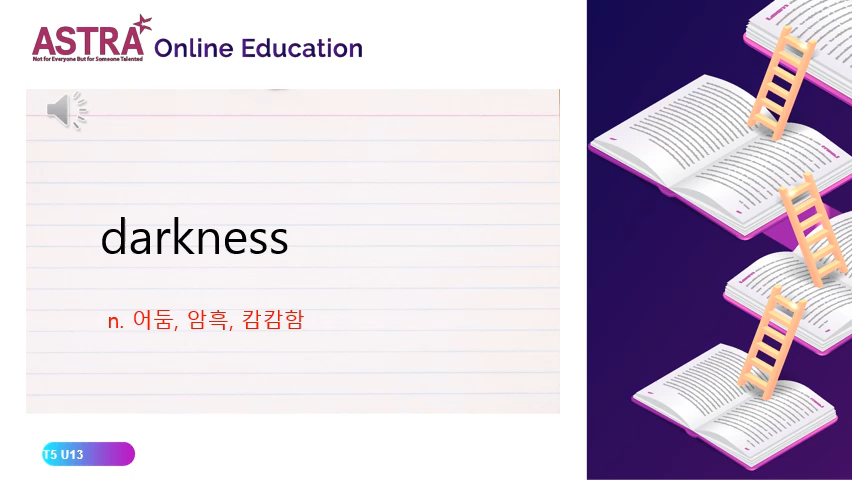 ASTRA
Not for Everyone But for Someone Talented
Online Education
darkness
n. 어둠, 암흑, 캄캄함
T5 U13